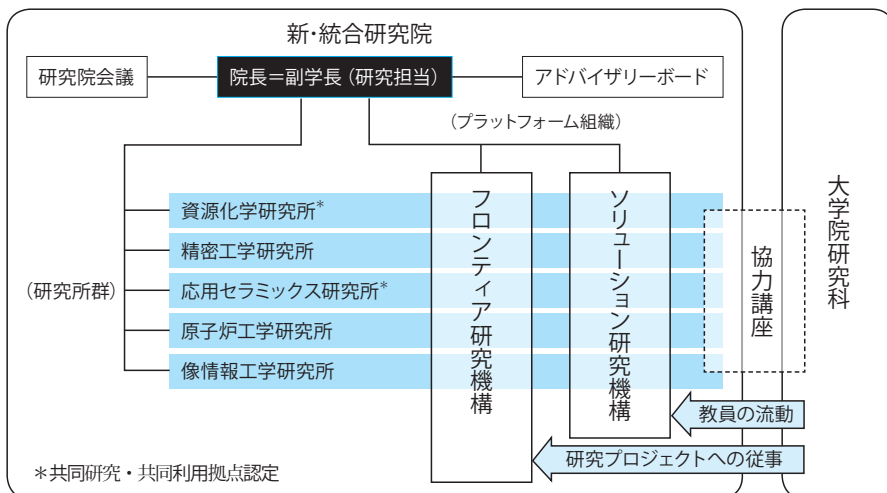 新・統合研究院
研究院会議
院長＝副学長（研究担当）
アドバイザリーボード
（プラットフォーム組織）
（研究所群）
資源化学研究所*
精密工学研究所
応用セラミックス研究所*
原子炉工学研究所
像情報工学研究所
フロンティア研究機構
ソリューション研究機構
協力講座
大学院研究科
教員の流動
研究プロジェクトへの従事
＊共同研究・共同利用拠点認定